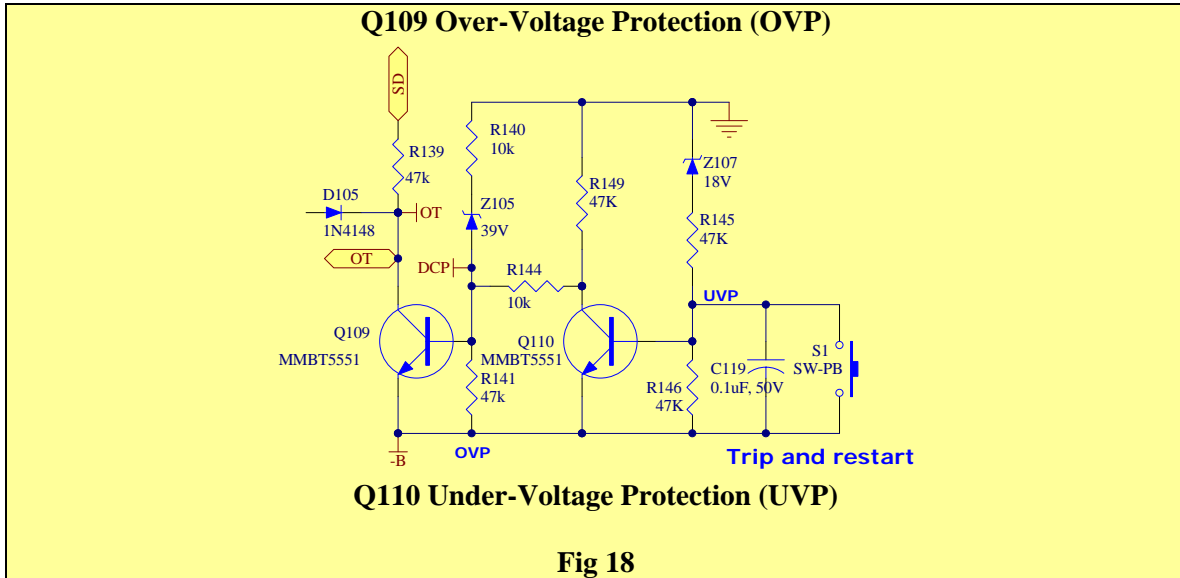 Q109 Over-Voltage Protection (OVP)
SD
R139
47k
D105
1N4148
OT
OT
R140
10k
Z105
39V
DCP
R144
10k
R149
47K
Z107
18V
R145
47K
UVP
Q109
MMBT5551
Q110
MMBT5551
R141
47k
R146
47K
C119
0.1uF, 50V
S1
SW-PB
-B
OVP
Trip and restart
Q110 Under-Voltage Protection (UVP)
Fig 18